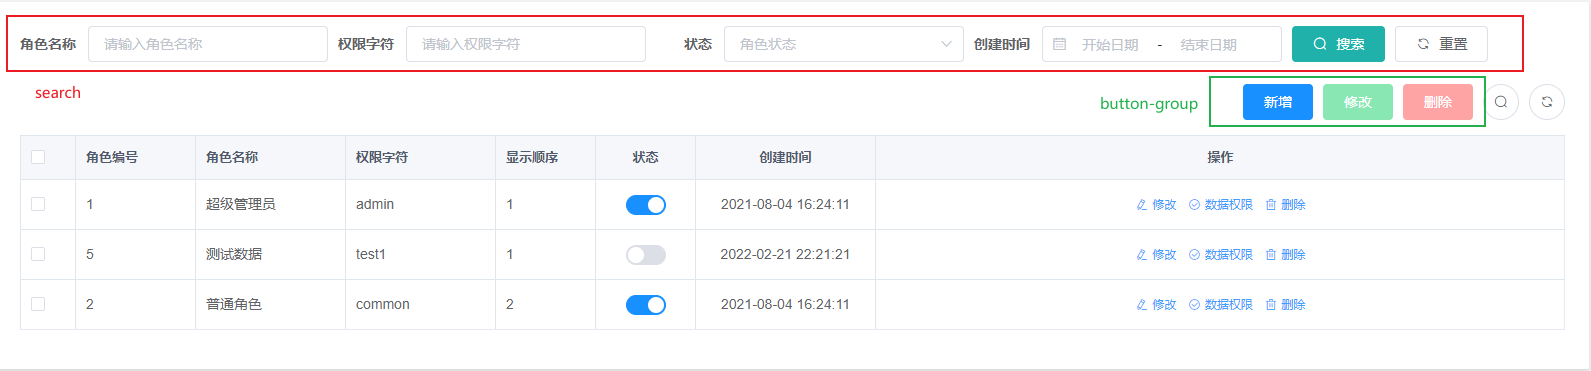 角色名称 请输入角色名称 权限字符 请输入权限字符 状态 角色状态 创建时间 开始日期 - 结束日期 搜索 重置
search
button-group 新增 修改 删除
角色编号 角色名称 权限字符 显示顺序 状态 创建时间 操作
1 超级管理员 admin 1 2021-08-04 16:24:11 修改 数据权限 删除
5 测试数据 test1 1 2022-02-21 22:21:21 修改 数据权限 删除
2 普通角色 common 2 2021-08-04 16:24:11 修改 数据权限 删除